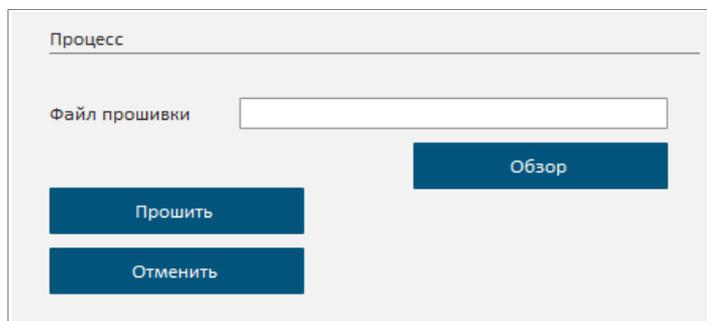 Процесс
Файл прошивки
Обзор
Прошить
Отменить